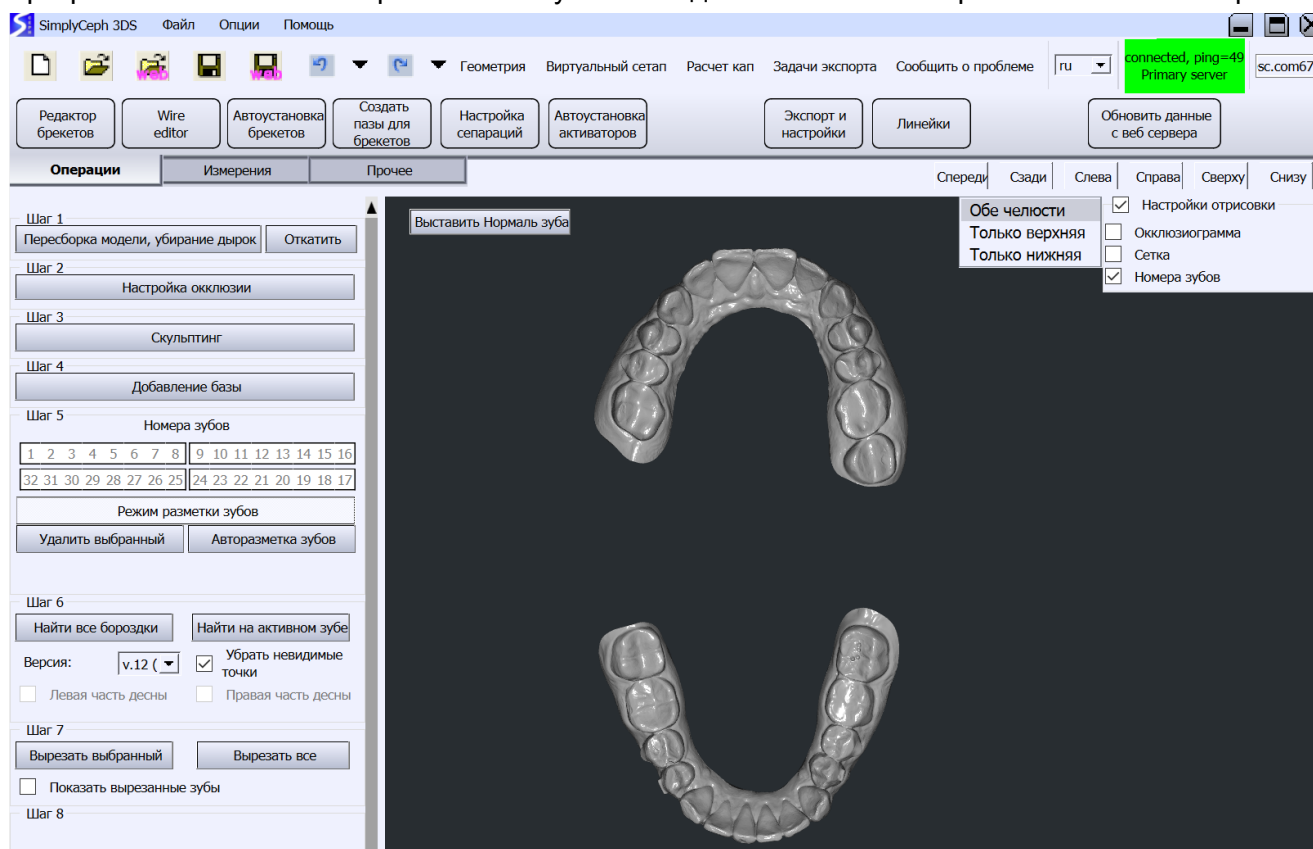 SimplyCeph 3DS Файл Опции Помощь
web web Геометрия Виртуальный сетап Расчет кап Задачи экспорта Сообщить о проблеме ru connected, ping=49 sc.com67
Primary server
Редактор
брекетов
Wire
editor
Автоустановка
брекетов
Создать
пазы для
брекетов
Настройка
сепараций
Автоустановка
активаторов
Экспорт и
настройки
Линейки
Обновить данные
с веб сервера
Операции Измерения Прочее
Спереди Сзади Слева Справа Сверху Снизу
Выставить Нормаль зуба
Обе челюсти
Только верхняя
Только нижняя
Настройки отрисовки
Окклюзиограмма
Сетка
Номера зубов
Шаг 1
Пересборка модели, убирание дырок Откатить
Шаг 2
Настройка окклюзии
Шаг 3
Скульптинг
Шаг 4
Добавление базы
Шаг 5
Номера зубов
1 2 3 4 5 6 7 8 9 10 11 12 13 14 15 16
32 31 30 29 28 27 26 25 24 23 22 21 20 19 18 17
Режим разметки зубов
Удалить выбранный Авторазметка зубов
Шаг 6
Найти все бороздки Найти на активном зубе
Версия: v.12 ( Убрать невидимые
точки
Левая часть десны Правая часть десны
Шаг 7
Вырезать выбранный Вырезать все
Показать вырезанные зубы
Шаг 8